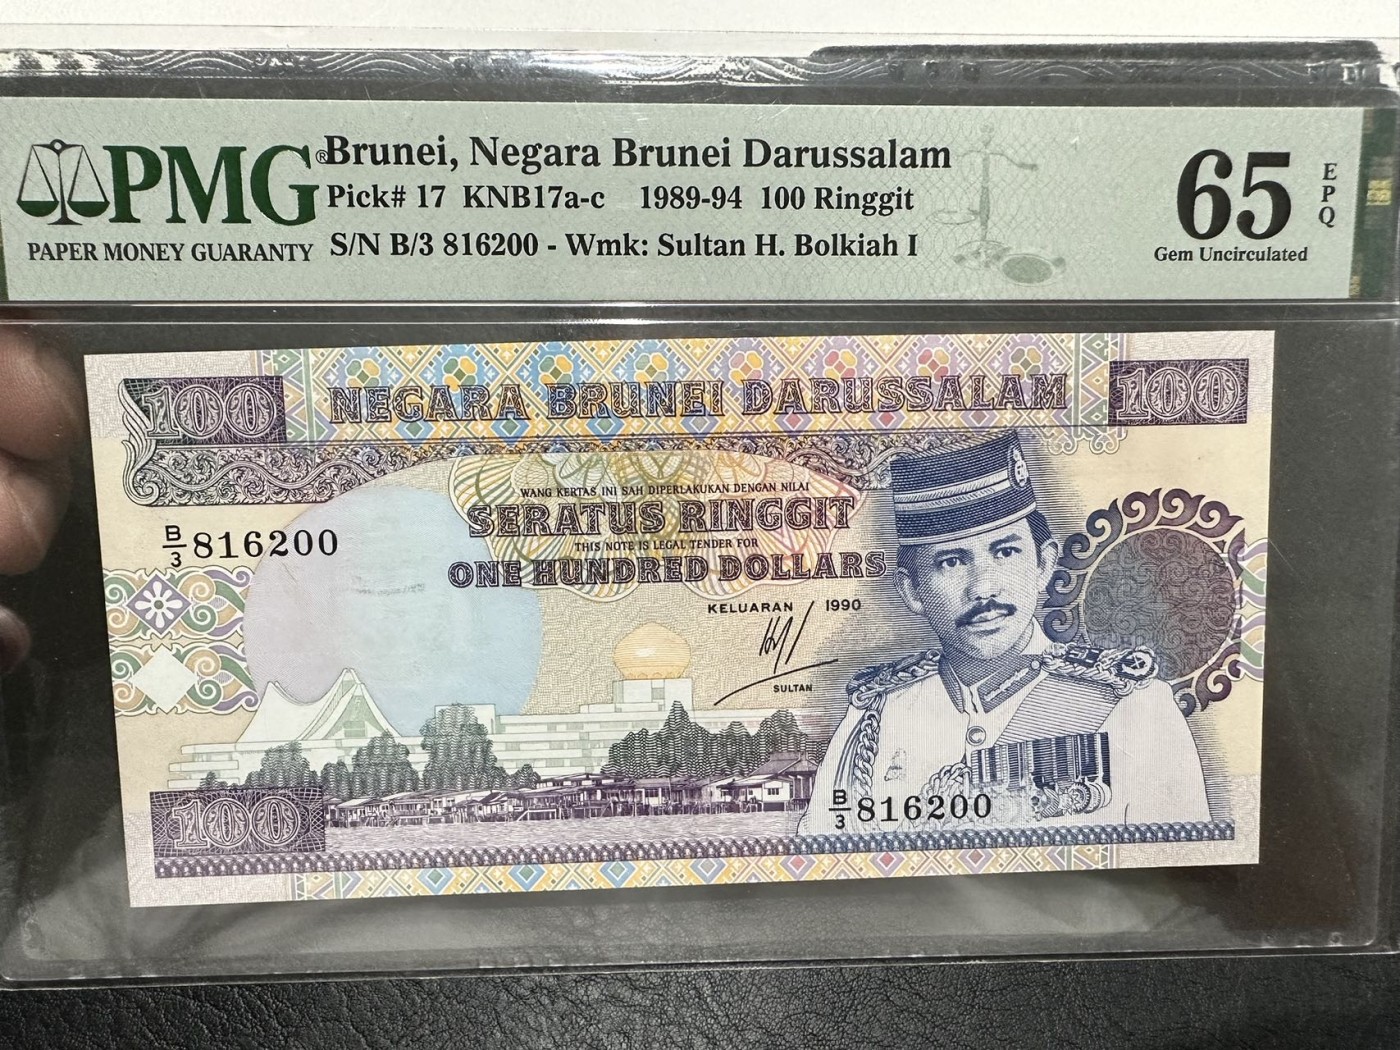 PMG®
PAPER MONEY GUARANTY
Brunei, Negara Brunei Darussalam
Pick# 17 KNB17a-c 1989-94 100 Ringgit
S/N B/3 816200 - Wmk: Sultan H. Bolkiah I
65
EPQ
Gem Uncirculated
100
NEGARA BRUNEI DARUSSALAM
100
WANG KERTAS INI SAH DIPERLAKUKAN DENGAN NILAI
SERATUS RINGGIT
THIS NOTE IS LEGAL TENDER FOR
ONE HUNDRED DOLLARS
B/3 816200
KELUARAN 1990
SULTAN
100
B/3 816200